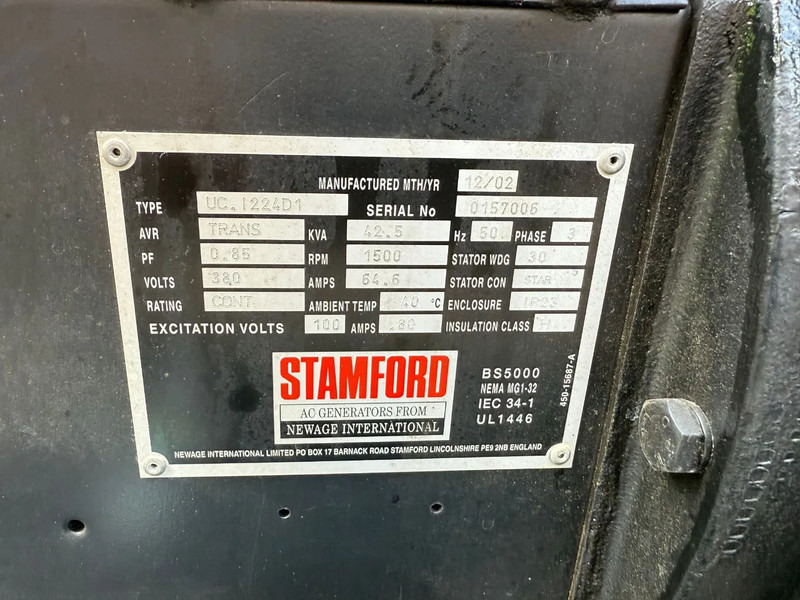 MANUFACTURED MTH/YR 12/02
TYPE UC.I224D1 SERIAL No 0157006
AVR TRANS KVA 42.5 Hz 50. PHASE 3
PF 0.85 RPM 1500 STATOR WDG 30
VOLTS 380 AMPS 64.6 STATOR CON STAR
RATING CONT. AMBIENT TEMP 40 °C ENCLOSURE IP23
EXCITATION VOLTS 100 AMPS .80 INSULATION CLASS H
STAMFORD
AC GENERATORS FROM
NEWAGE INTERNATIONAL
BS5000
NEMA MG1-32
IEC 34-1
UL1446
450-15687-A
NEWAGE INTERNATIONAL LIMITED PO BOX 17 BARNACK ROAD STAMFORD LINCOLNSHIRE PE9 2NB ENGLAND